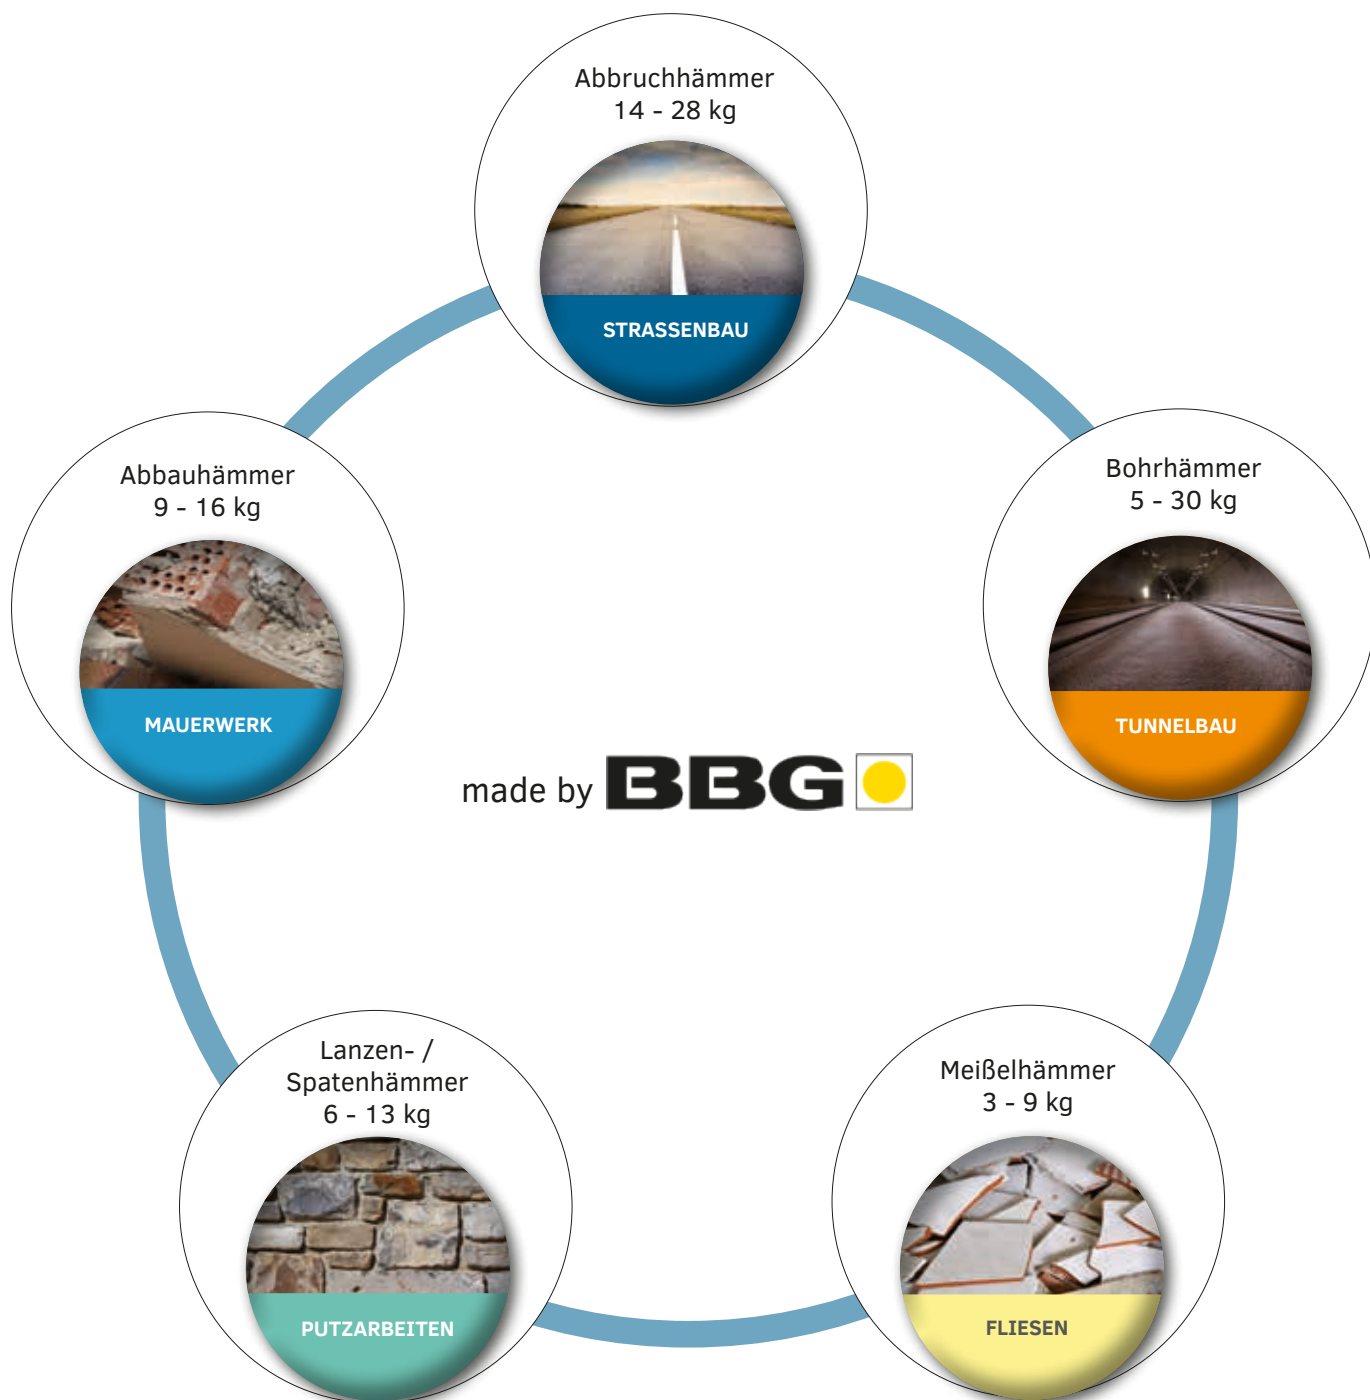 Abbruchhämmer
14 - 28 kg
STRASSENBAU
Abbauhämmer
9 - 16 kg
MAUERWERK
Bohrhämmer
5 - 30 kg
TUNNELBAU
made by BBG
Lanzen- /
Spatenhämmer
6 - 13 kg
PUTZARBEITEN
Meißelhämmer
3 - 9 kg
FLIESEN